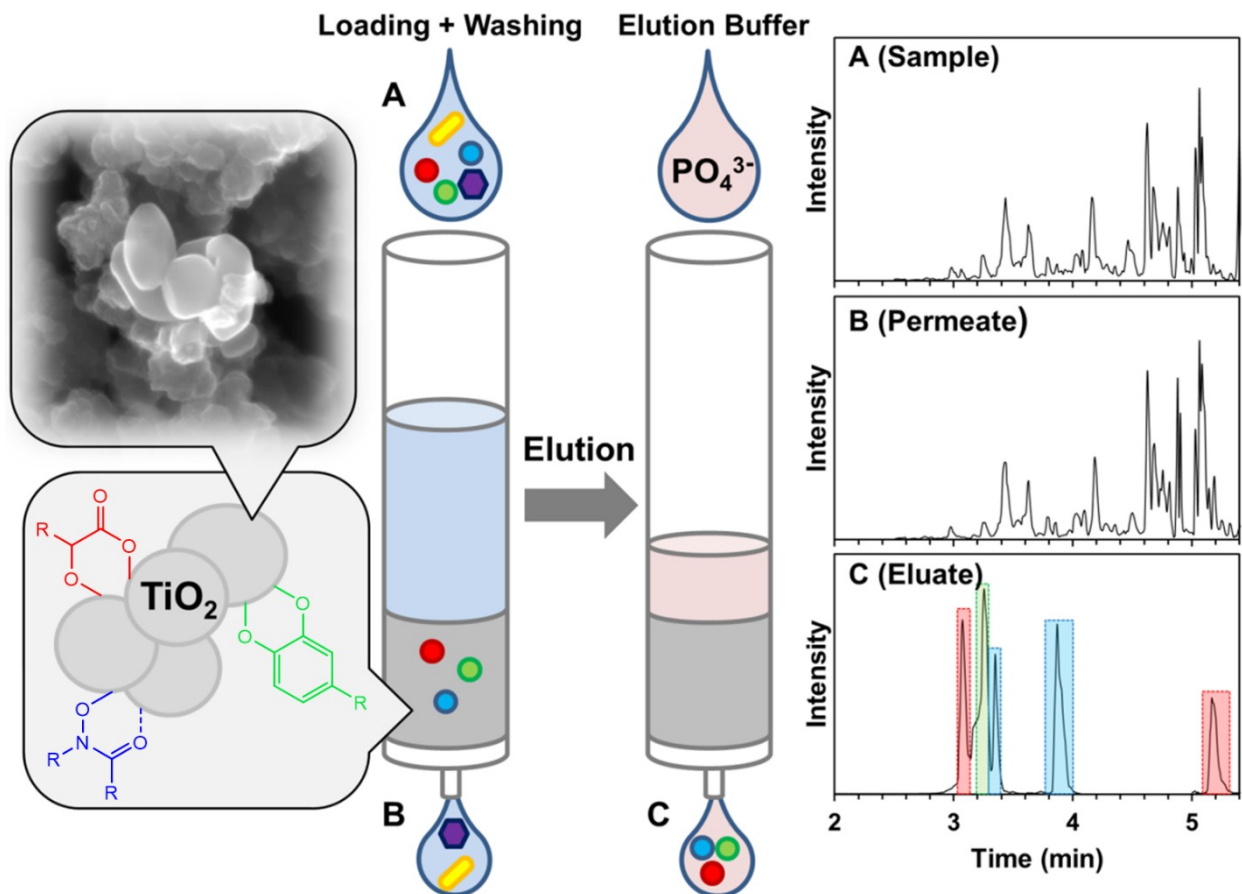 Loading + Washing
Elution Buffer
A
PO₄³⁻
Elution
B
C
TiO₂
O
R
O
O
O
O
R
O
N
R
O
R
A (Sample)
Intensity
B (Permeate)
Intensity
C (Eluate)
Intensity
2 3 4 5
Time (min)